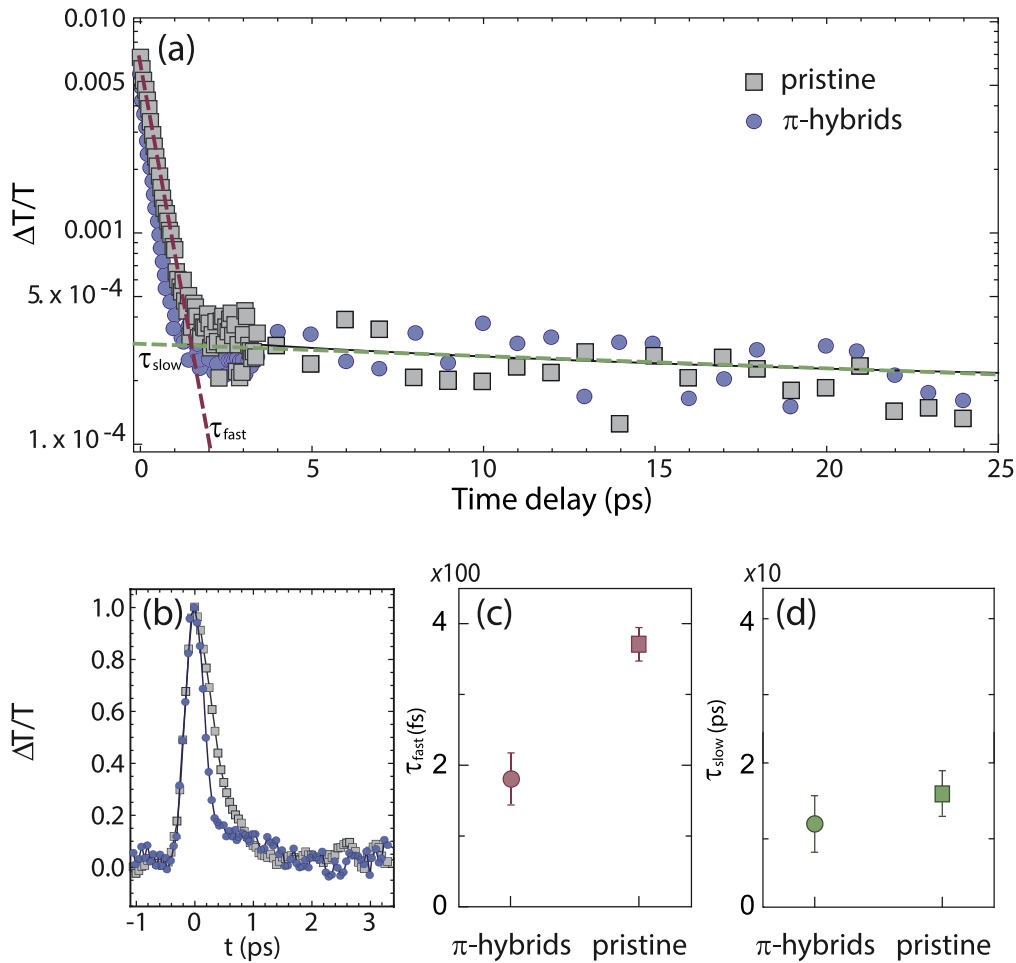 (a)
0.010
0.005
0.001
5. x 10⁻⁴
1. x 10⁻⁴
ΔT/T
pristine
π-hybrids
τslow
τfast
0 5 10 15 20 25
Time delay (ps)
(b)
1.0
0.8
0.6
0.4
0.2
0.0
ΔT/T
-1 0 1 2 3
t (ps)
x100
(c)
4
2
0
τfast (fs)
π-hybrids pristine
x10
(d)
4
2
0
τslow (ps)
π-hybrids pristine